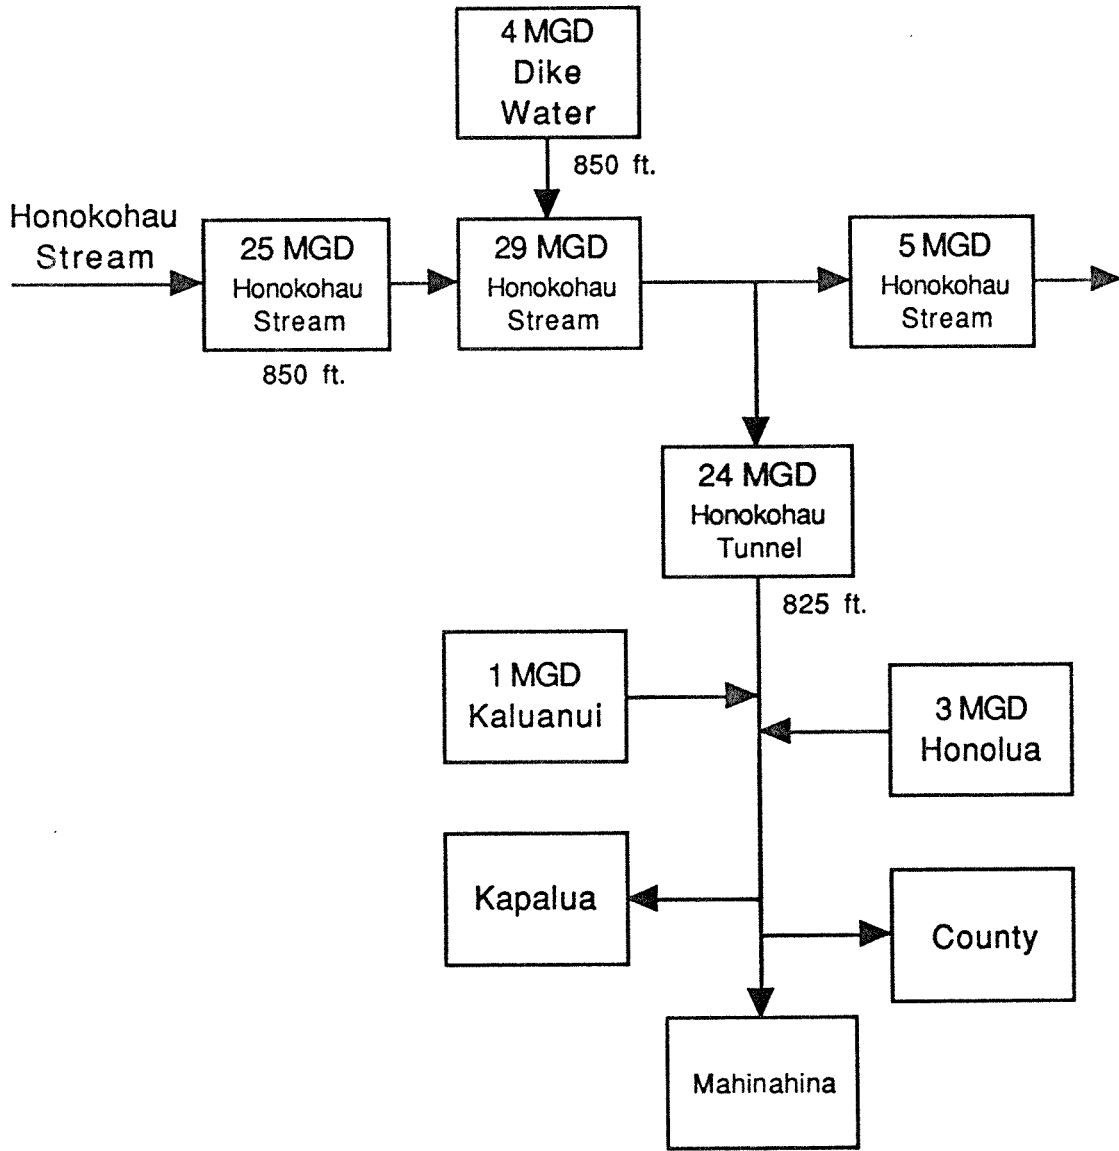 4 MGD
Dike
Water
850 ft.
Honokohau
Stream
25 MGD
Honokohau
Stream
850 ft.
29 MGD
Honokohau
Stream
5 MGD
Honokohau
Stream
24 MGD
Honokohau
Tunnel
825 ft.
1 MGD
Kaluanui
3 MGD
Honolua
Kapalua
County
Mahinahina